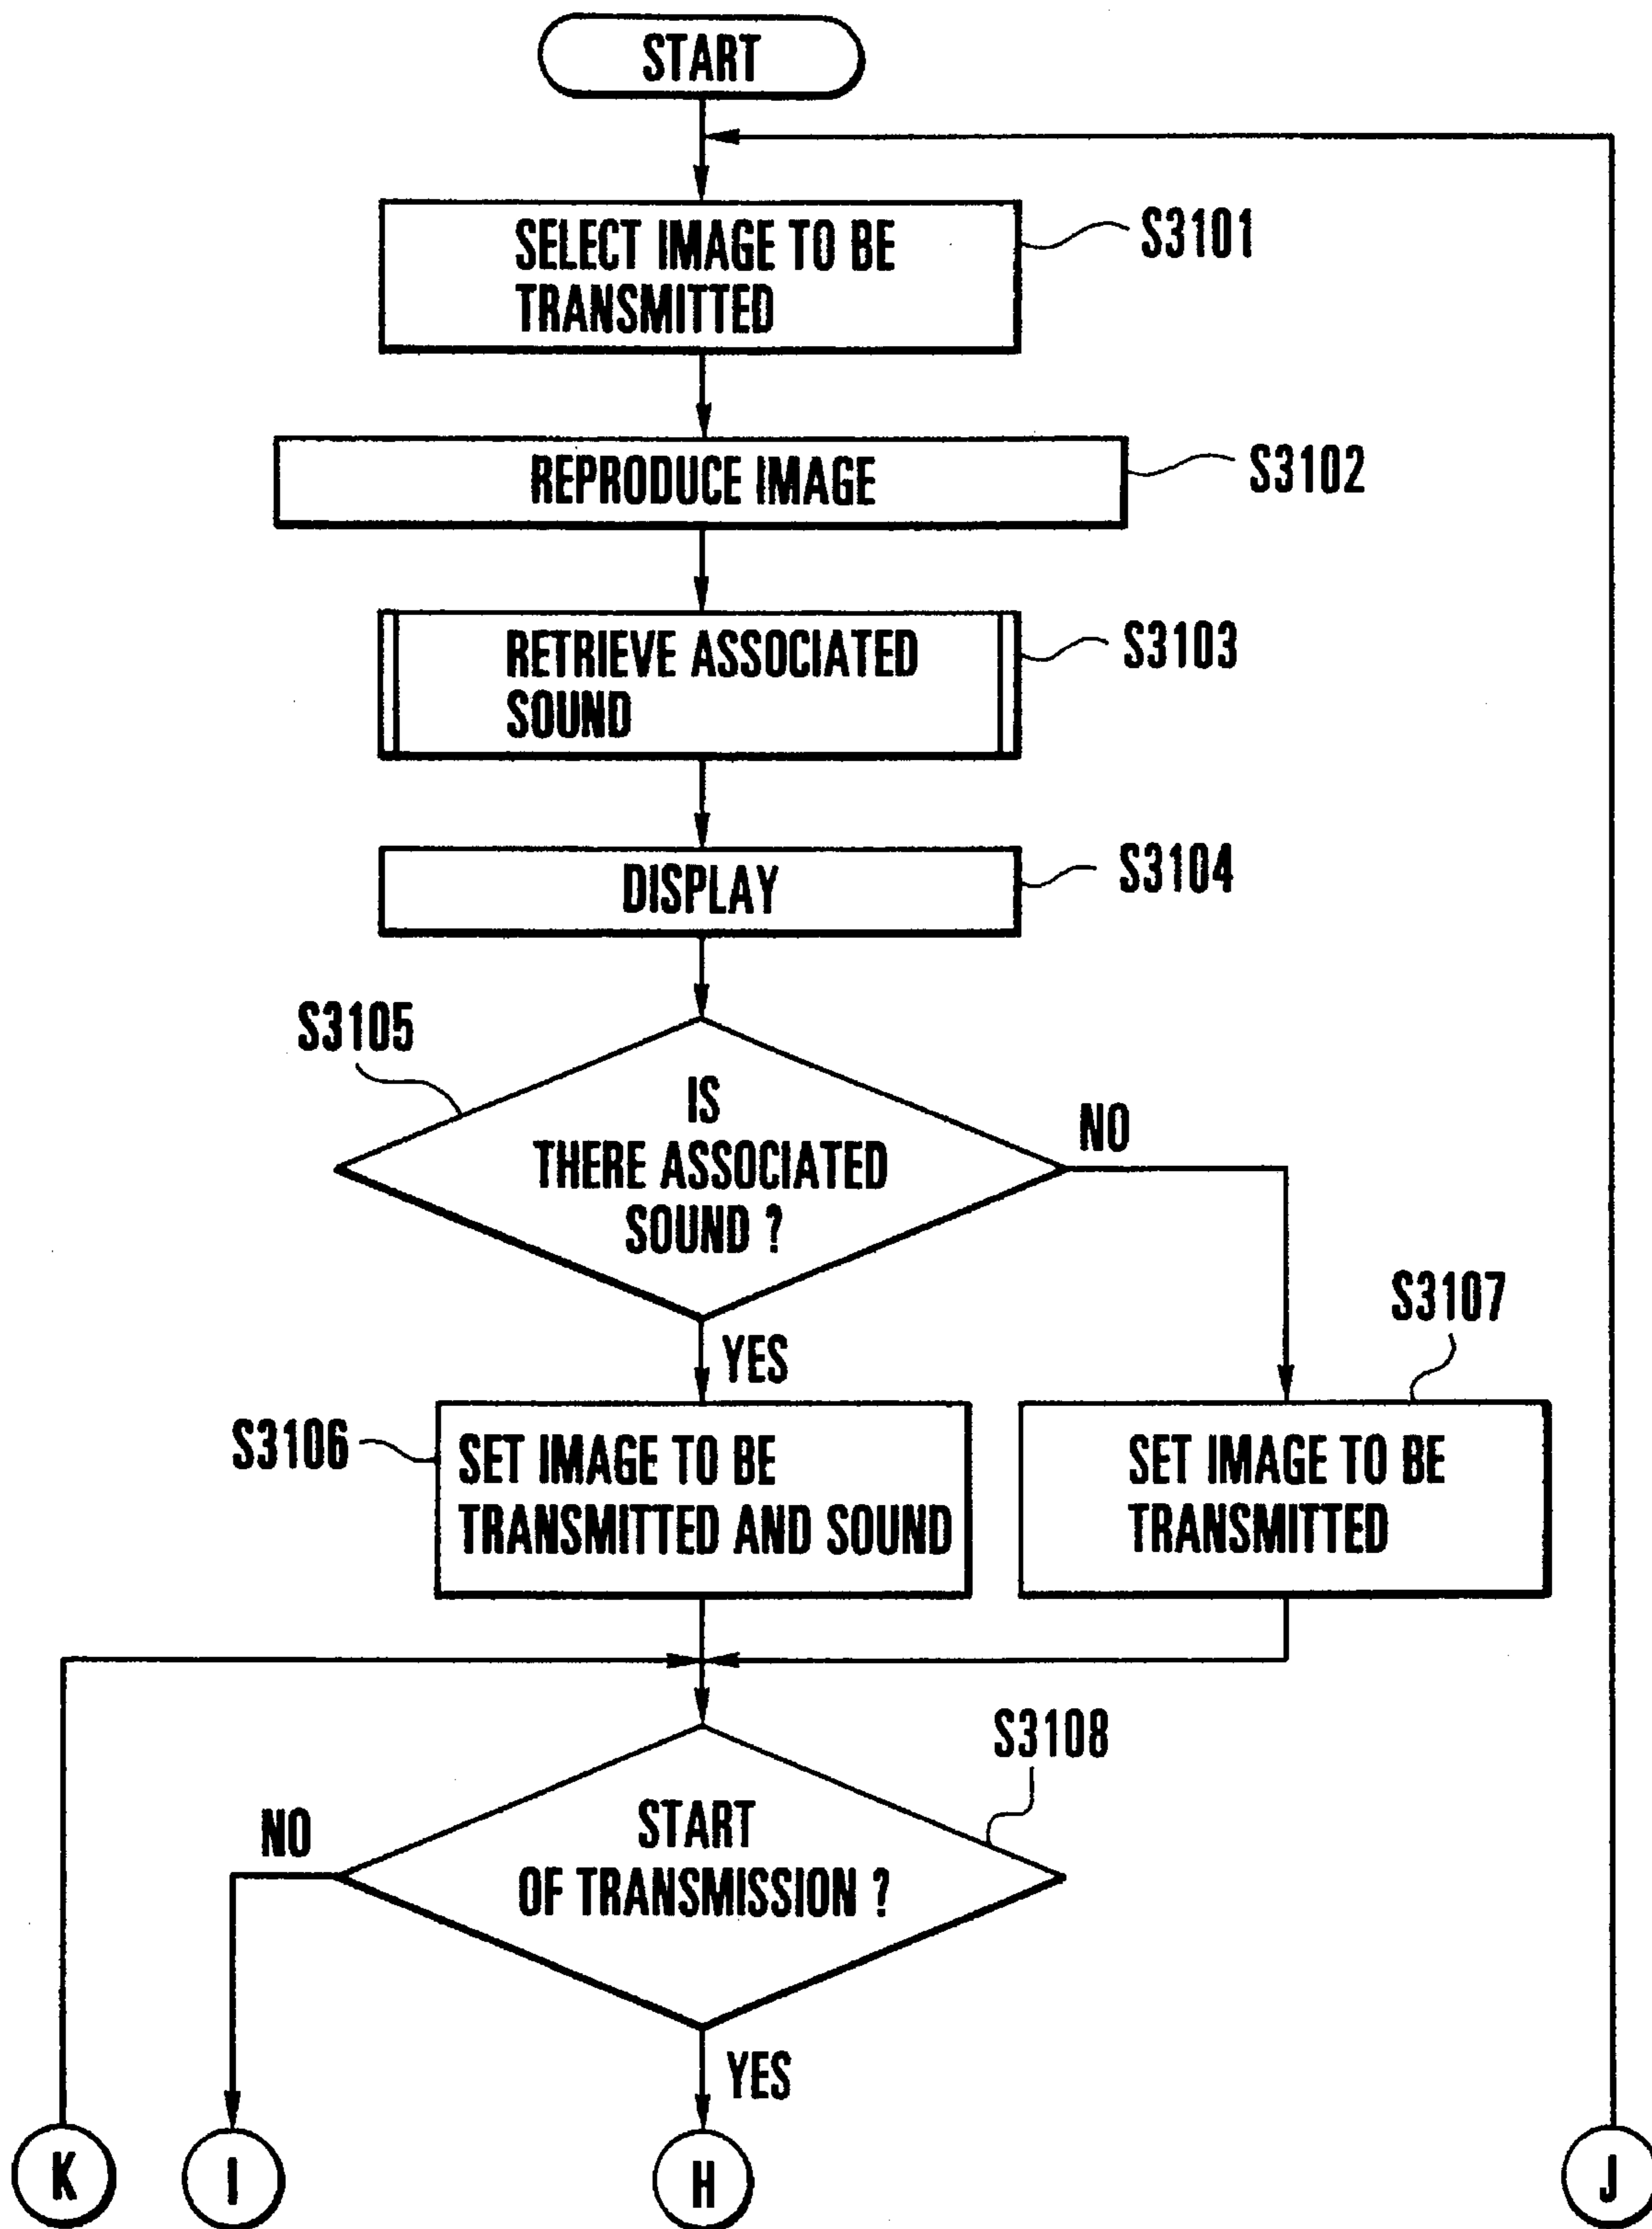 START
SELECT IMAGE TO BE
TRANSMITTED
S3101
REPRODUCE IMAGE
S3102
RETRIEVE ASSOCIATED
SOUND
S3103
DISPLAY
S3104
S3105
IS
THERE ASSOCIATED
SOUND ?
NO
YES
S3107
S3106
SET IMAGE TO BE
TRANSMITTED AND SOUND
SET IMAGE TO BE
TRANSMITTED
S3108
START
OF TRANSMISSION ?
NO
YES
K
I
H
J